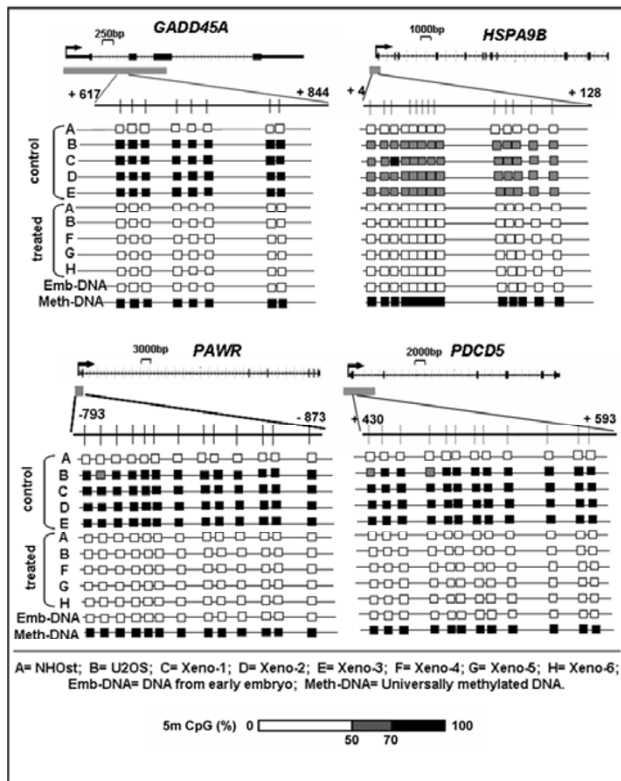 GADD45A
250bp
+ 617
+ 844
control
A
B
C
D
E
treated
A
B
F
G
H
Emb-DNA
Meth-DNA
HSPA9B
1000bp
+ 4
+ 128
PAWR
3000bp
-793
- 873
control
A
B
C
D
E
treated
A
B
F
G
H
Emb-DNA
Meth-DNA
PDCD5
2000bp
+ 430
+ 593
A= NHOst; B= U2OS; C= Xeno-1; D= Xeno-2; E= Xeno-3; F= Xeno-4; G= Xeno-5; H= Xeno-6;
Emb-DNA= DNA from early embryo; Meth-DNA= Universally methylated DNA.
5m CpG (%) 0 100
50 70